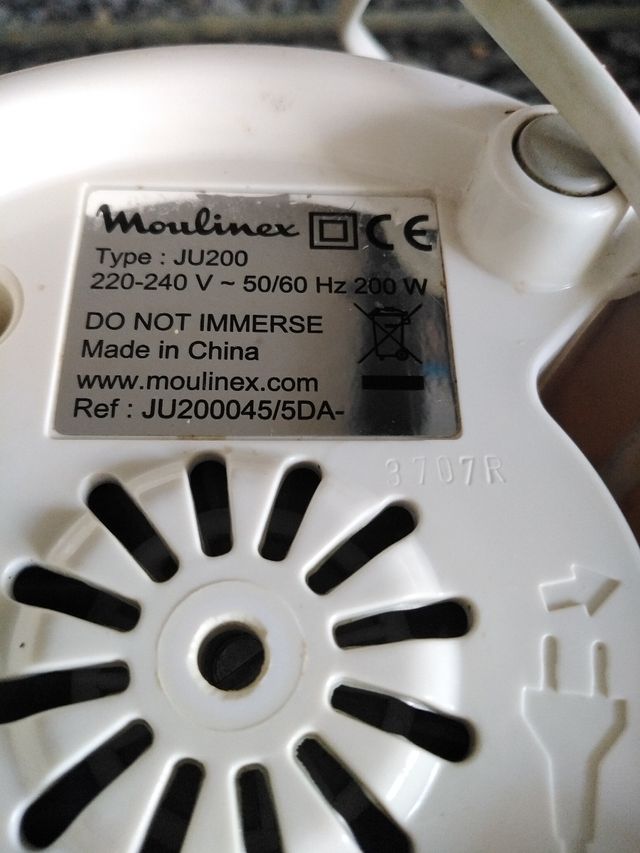 Moulinex CE
Type : JU200
220-240 V ~ 50/60 Hz 200 W
DO NOT IMMERSE
Made in China
www.moulinex.com
Ref : JU200045/5DA-
3707R